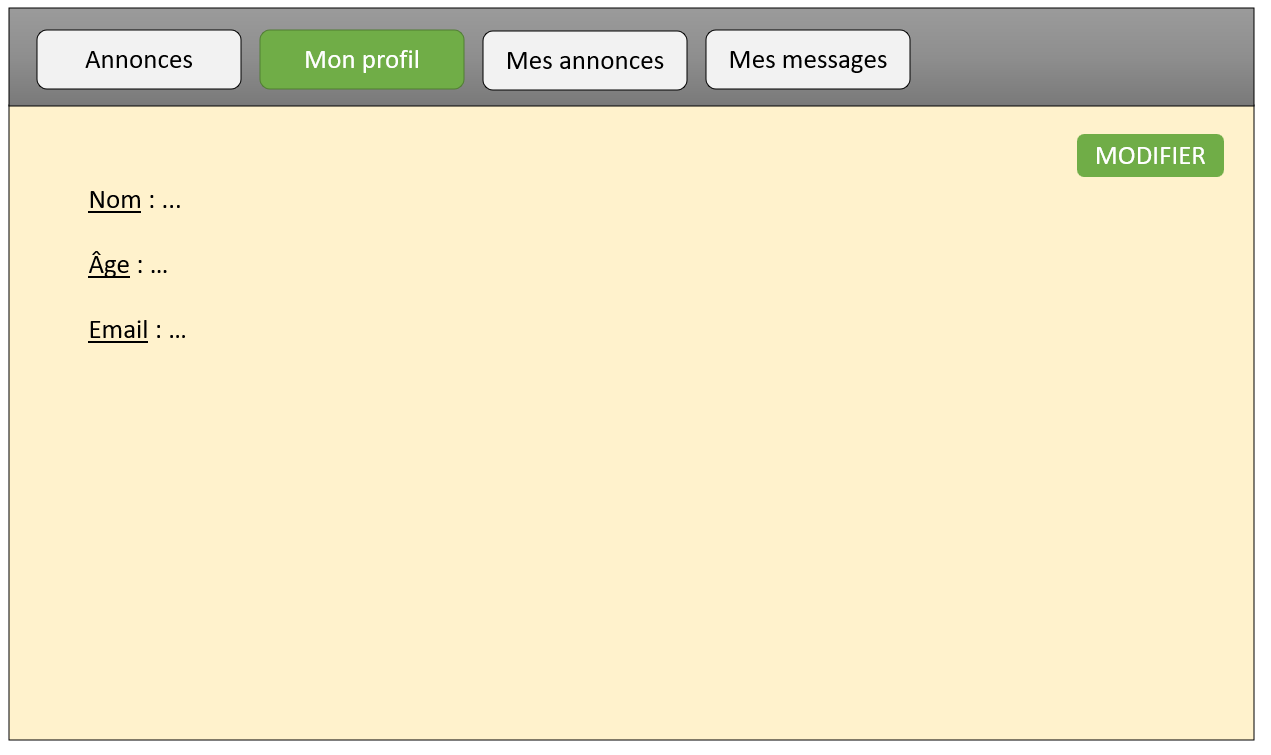 Annonces Mon profil Mes annonces Mes messages
MODIFIER
Nom : ...
Âge : ...
Email : ...